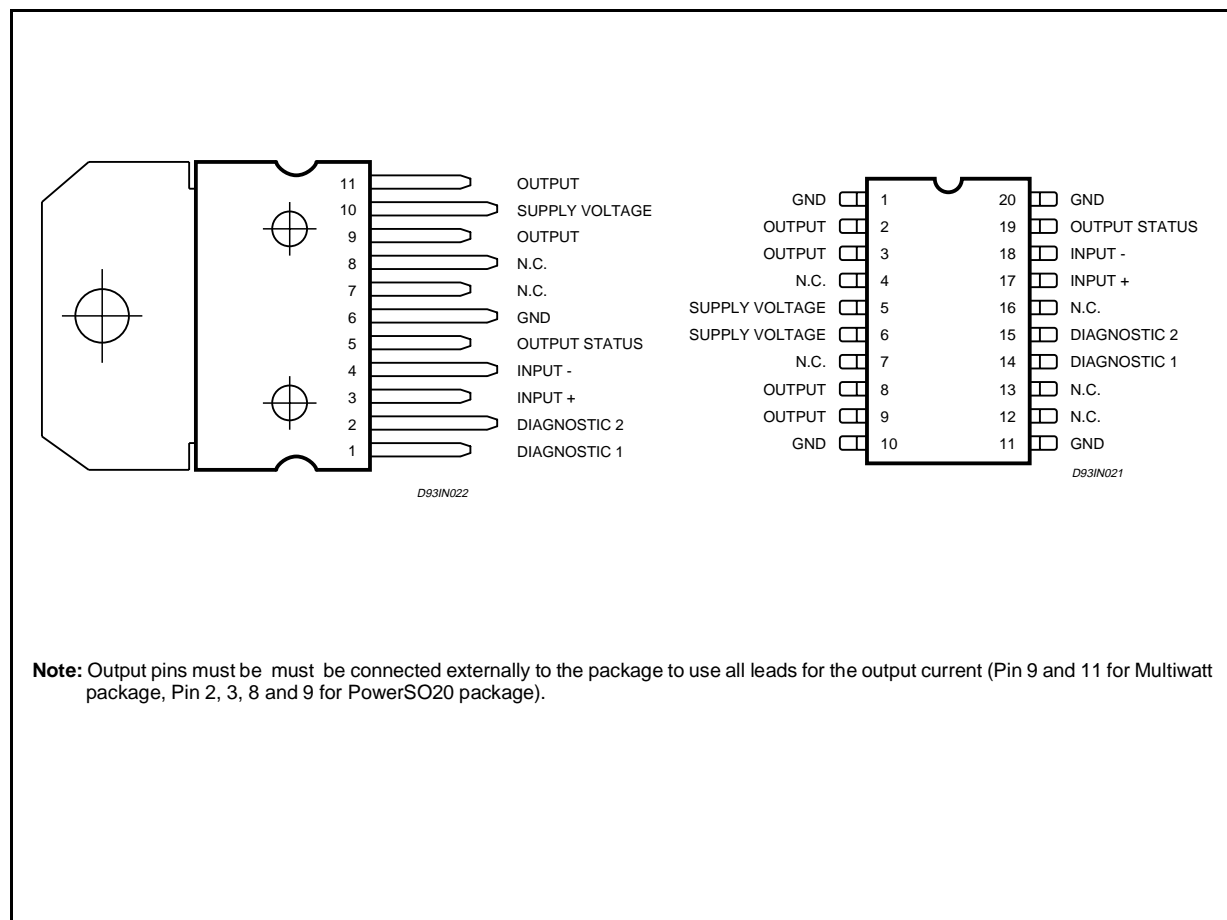 11 OUTPUT
10 SUPPLY VOLTAGE
9 OUTPUT
8 N.C.
7 N.C.
6 GND
5 OUTPUT STATUS
4 INPUT -
3 INPUT +
2 DIAGNOSTIC 2
1 DIAGNOSTIC 1
D93IN022
GND 1 20 GND
OUTPUT 2 19 OUTPUT STATUS
OUTPUT 3 18 INPUT -
N.C. 4 17 INPUT +
SUPPLY VOLTAGE 5 16 N.C.
SUPPLY VOLTAGE 6 15 DIAGNOSTIC 2
N.C. 7 14 DIAGNOSTIC 1
OUTPUT 8 13 N.C.
OUTPUT 9 12 N.C.
GND 10 11 GND
D93IN021
Note: Output pins must be must be connected externally to the package to use all leads for the output current (Pin 9 and 11 for Multiwatt
package, Pin 2, 3, 8 and 9 for PowerSO20 package).